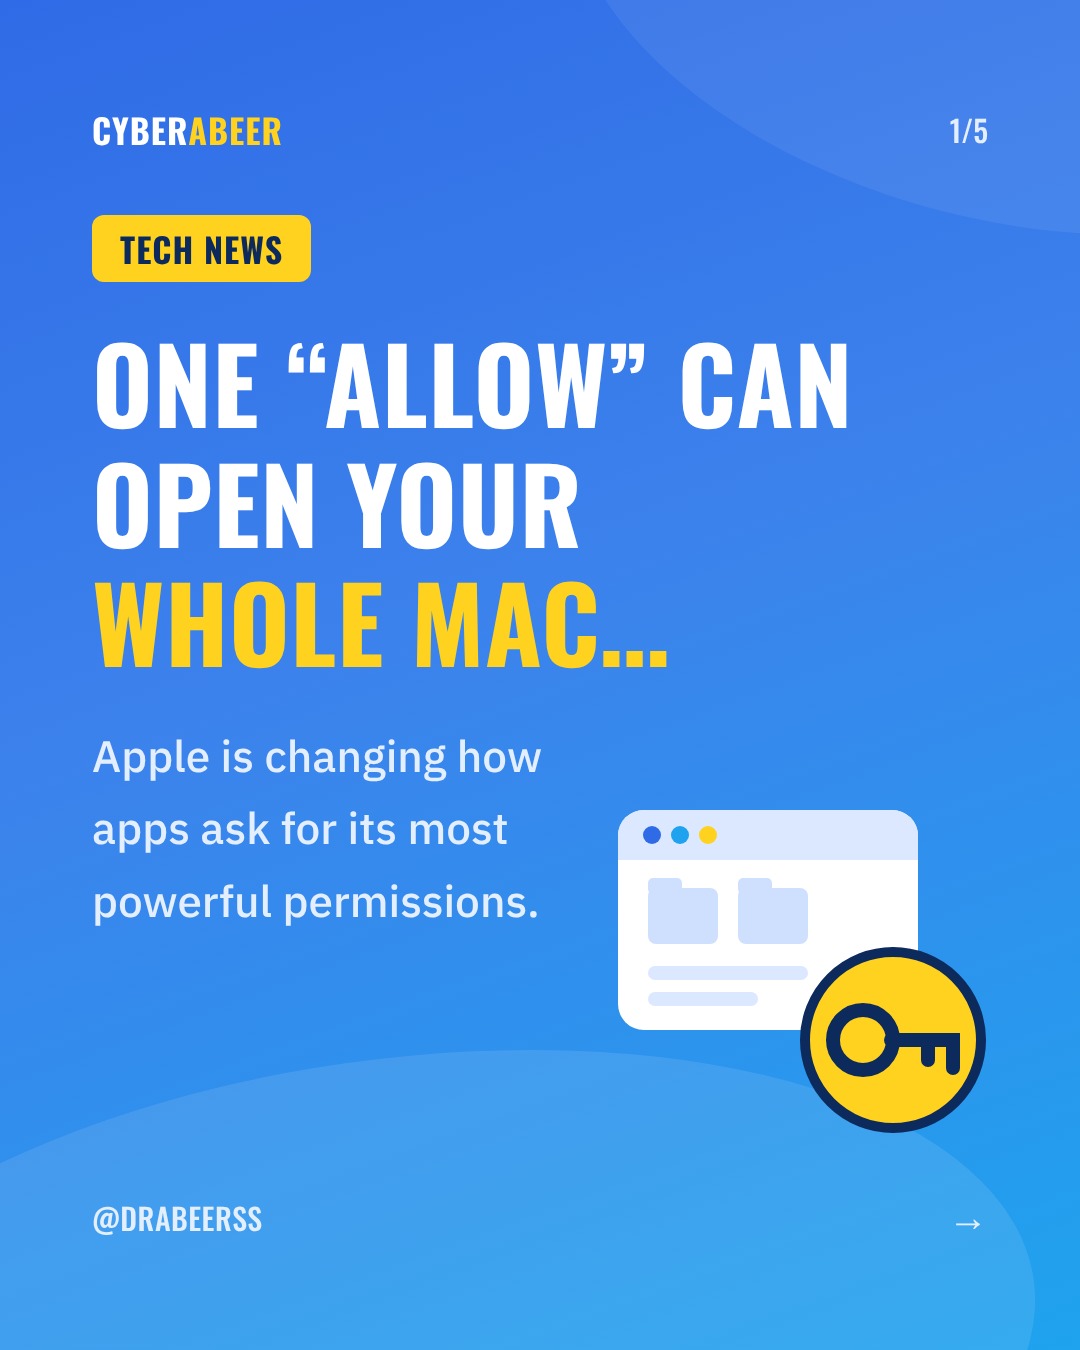 CYBERABEER
1/5
TECH NEWS
ONE “ALLOW” CAN
OPEN YOUR
WHOLE MAC...
Apple is changing how
apps ask for its most
powerful permissions.
@DRABEERSS
→